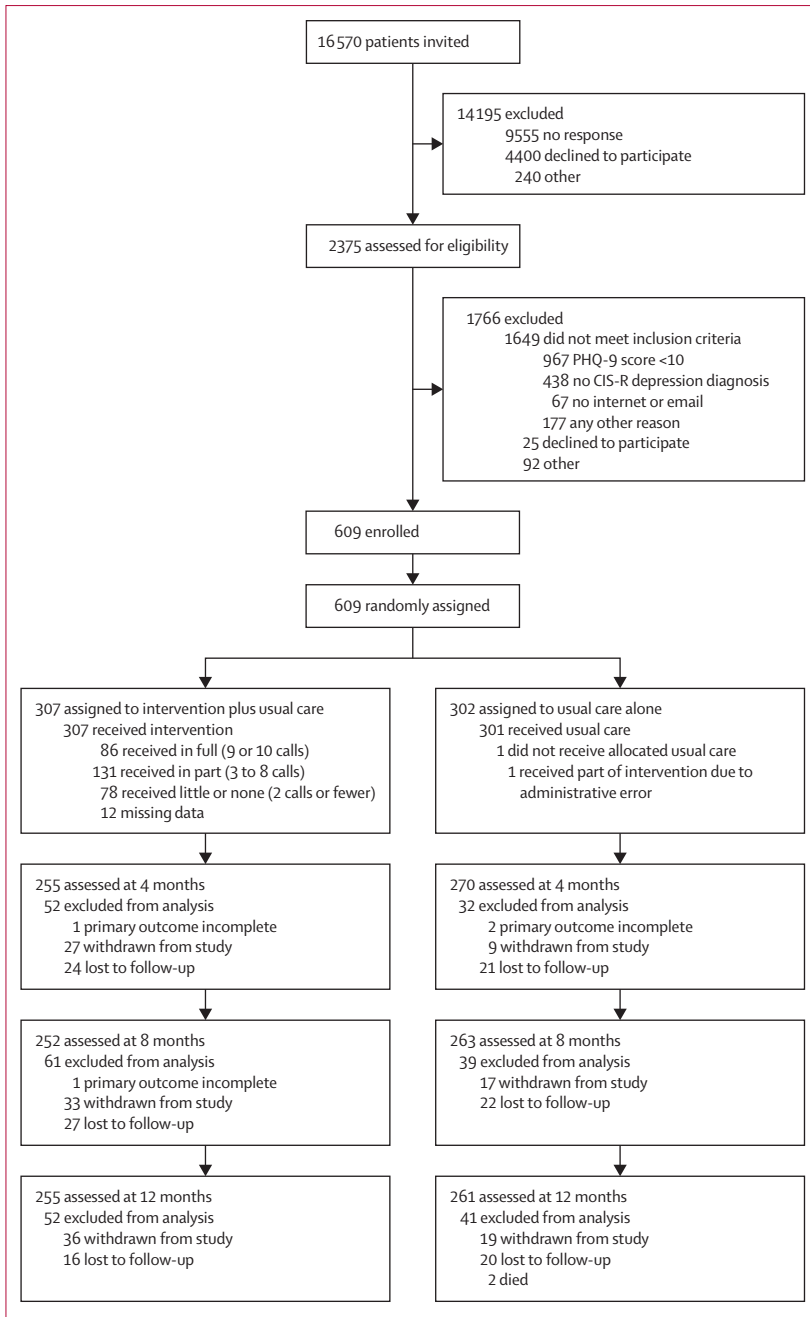 16570 patients invited
14195 excluded
9555 no response
4400 declined to participate
240 other
2375 assessed for eligibility
1766 excluded
1649 did not meet inclusion criteria
967 PHQ-9 score <10
438 no CIS-R depression diagnosis
67 no internet or email
177 any other reason
25 declined to participate
92 other
609 enrolled
609 randomly assigned
307 assigned to intervention plus usual care
307 received intervention
86 received in full (9 or 10 calls)
131 received in part (3 to 8 calls)
78 received little or none (2 calls or fewer)
12 missing data
302 assigned to usual care alone
301 received usual care
1 did not receive allocated usual care
1 received part of intervention due to
administrative error
255 assessed at 4 months
52 excluded from analysis
1 primary outcome incomplete
27 withdrawn from study
24 lost to follow-up
270 assessed at 4 months
32 excluded from analysis
2 primary outcome incomplete
9 withdrawn from study
21 lost to follow-up
252 assessed at 8 months
61 excluded from analysis
1 primary outcome incomplete
33 withdrawn from study
27 lost to follow-up
263 assessed at 8 months
39 excluded from analysis
17 withdrawn from study
22 lost to follow-up
255 assessed at 12 months
52 excluded from analysis
36 withdrawn from study
16 lost to follow-up
261 assessed at 12 months
41 excluded from analysis
19 withdrawn from study
20 lost to follow-up
2 died